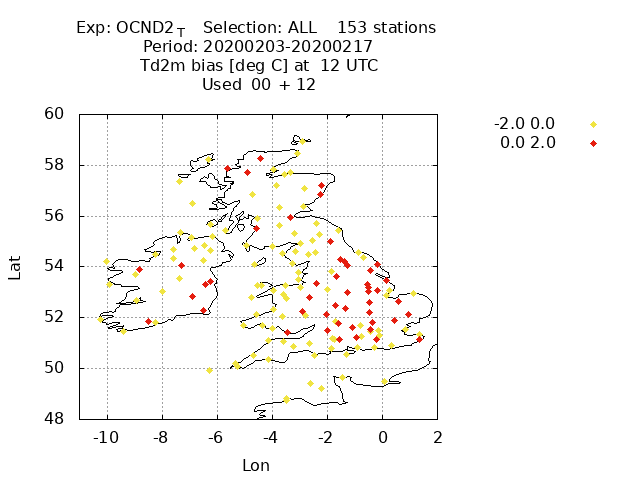 Exp: OCND2_T Selection: ALL 153 stations
Period: 20200203-20200217
Td2m bias [deg C] at 12 UTC
Used 00 + 12
-2.0 0.0
0.0 2.0
60
58
56
54
52
50
48
Lat
-10 -8 -6 -4 -2 0 2
Lon